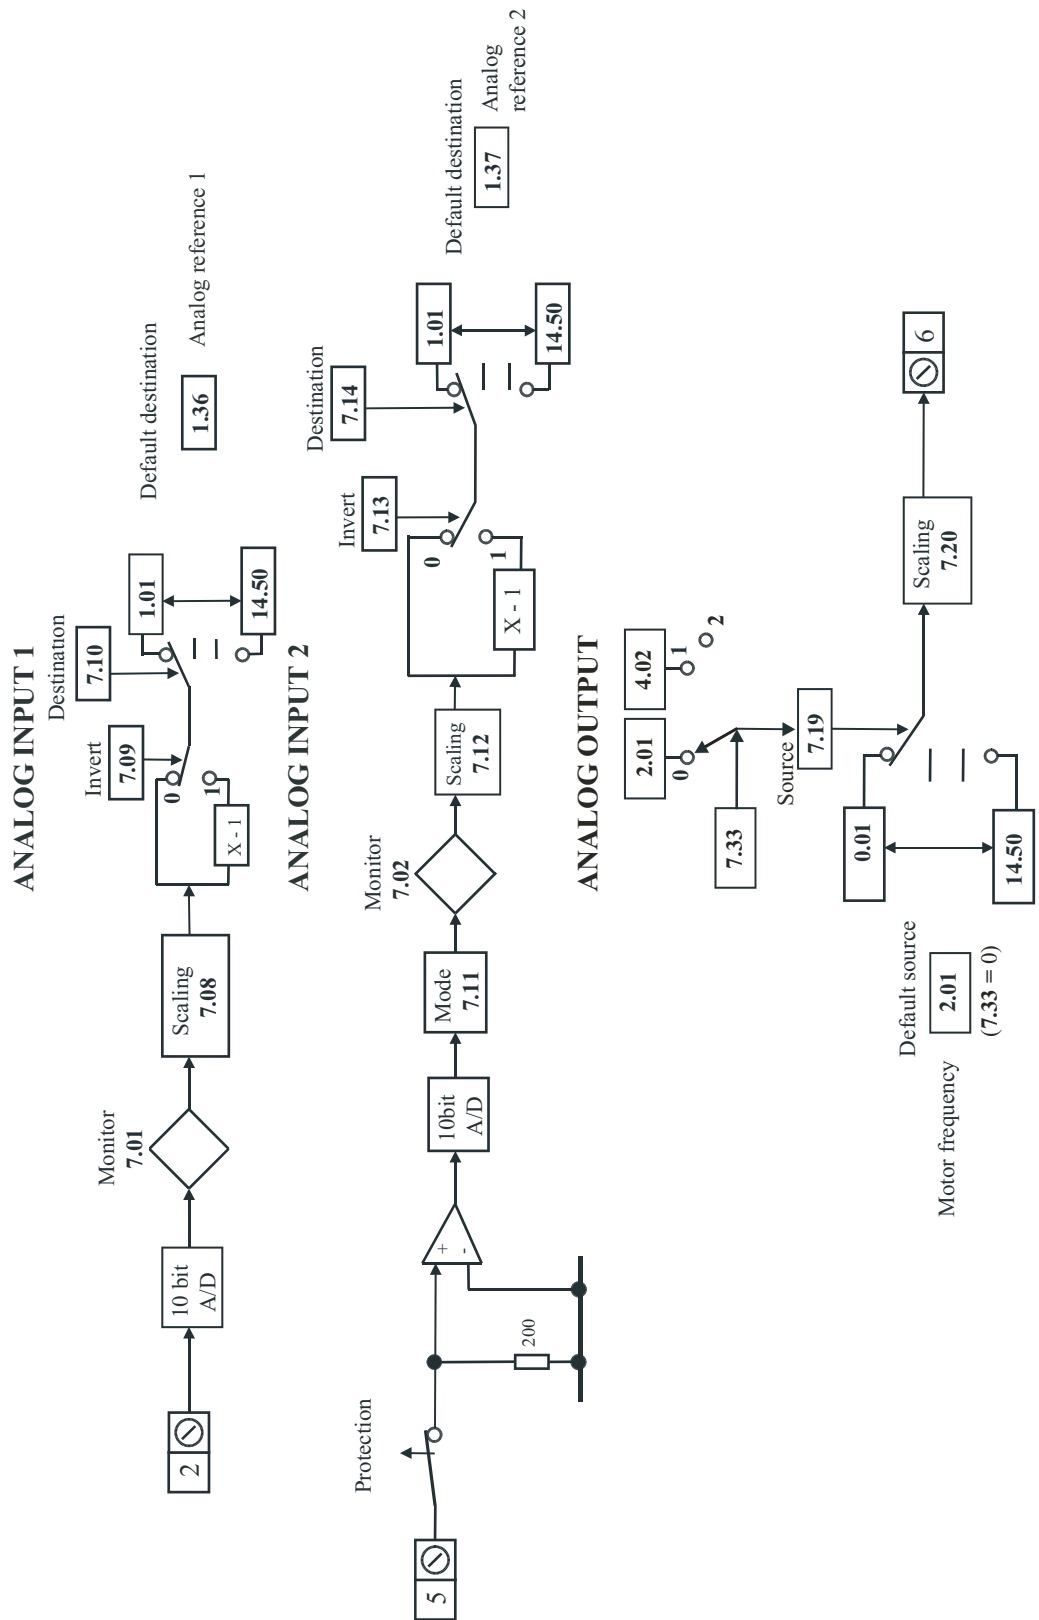 ANALOG INPUT 1
2
10 bit
A/D
Monitor
7.01
Scaling
7.08
X - 1
0
1
Invert
7.09
Destination
7.10
1.01
14.50
Default destination
1.36
Analog reference 1
ANALOG INPUT 2
5
Protection
200
+
-
10bit
A/D
Mode
7.11
Monitor
7.02
Scaling
7.12
X - 1
0
1
Invert
7.13
Destination
7.14
1.01
14.50
Default destination
1.37
Analog
reference 2
ANALOG OUTPUT
Motor frequency
Default source
2.01
(7.33 = 0)
7.33
2.01
4.02
0
1
2
Source
7.19
0.01
14.50
Scaling
7.20
6